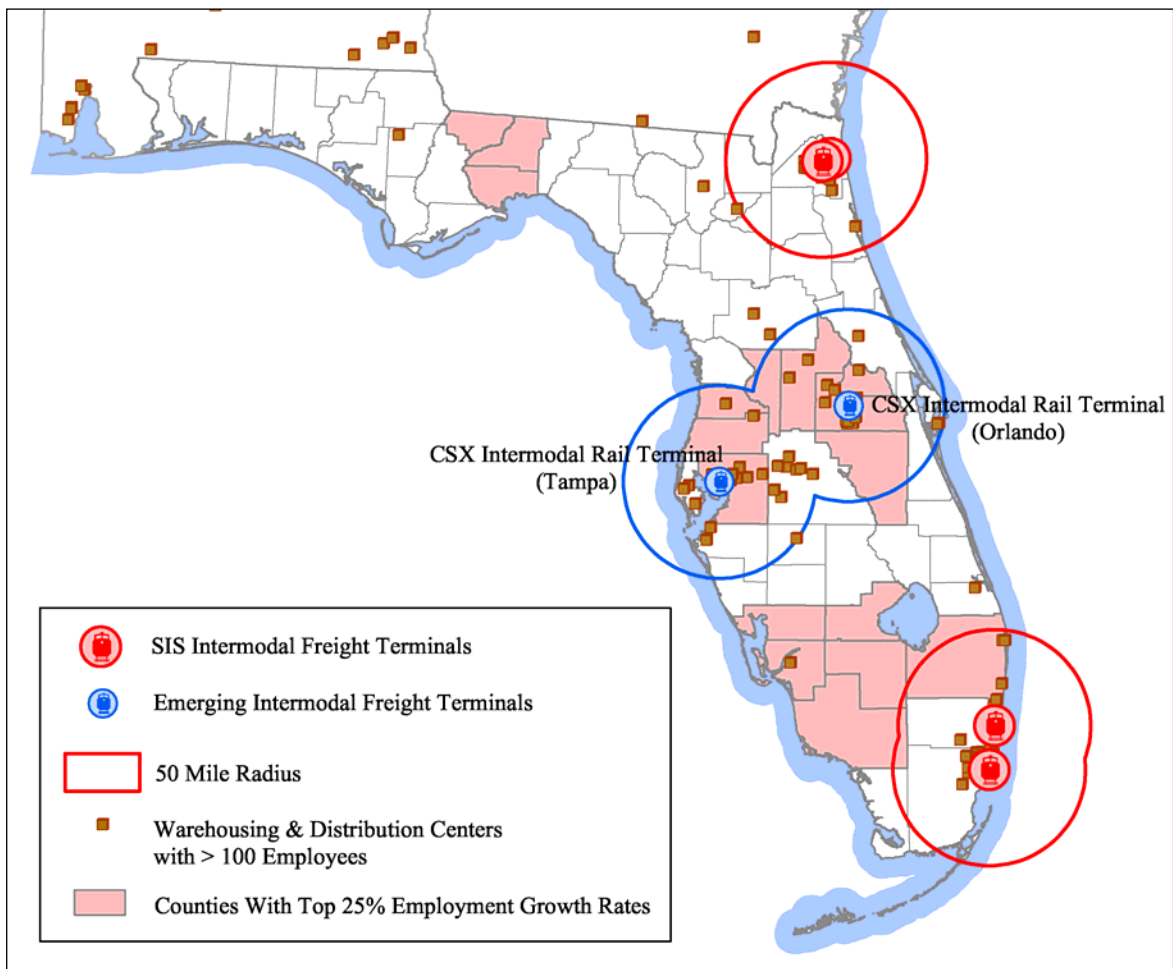 CSX Intermodal Rail Terminal
(Orlando)
CSX Intermodal Rail Terminal
(Tampa)
SIS Intermodal Freight Terminals
Emerging Intermodal Freight Terminals
50 Mile Radius
Warehousing & Distribution Centers
with > 100 Employees
Counties With Top 25% Employment Growth Rates